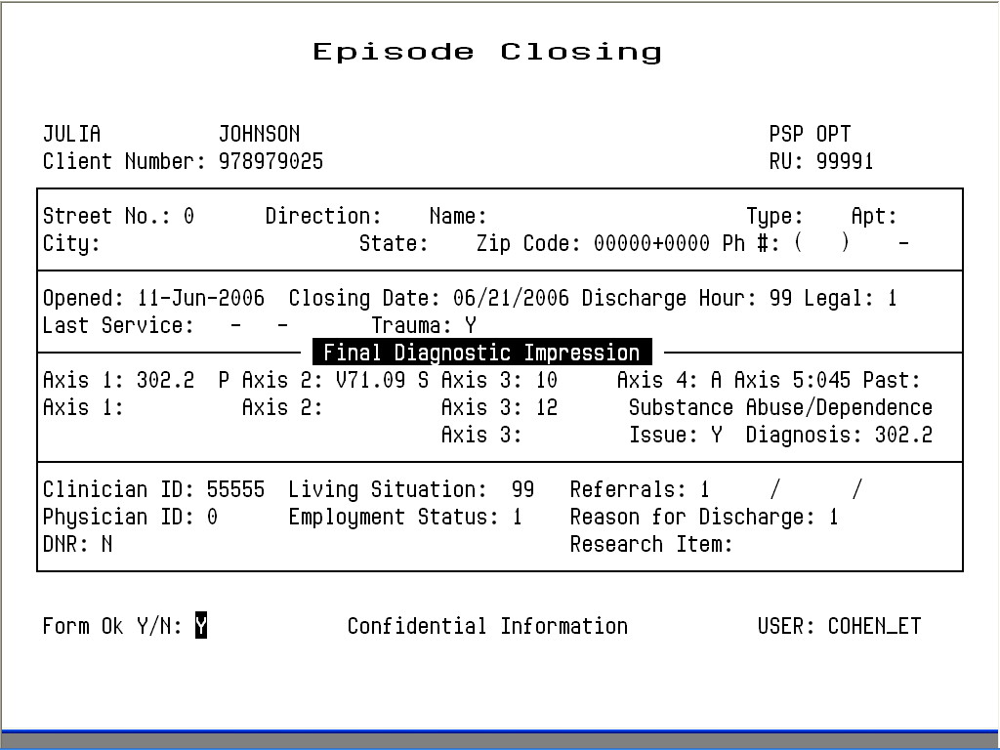 Episode Closing
JULIA JOHNSON PSP OPT
Client Number: 978979025 RU: 99991
Street No.: 0 Direction: Name: Type: Apt:
City: State: Zip Code: 00000+0000 Ph #: ( ) -
Opened: 11-Jun-2006 Closing Date: 06/21/2006 Discharge Hour: 99 Legal: 1
Last Service: - - Trauma: Y
Final Diagnostic Impression
Axis 1: 302.2 P Axis 2: V71.09 S Axis 3: 10 Axis 4: A Axis 5:045 Past:
Axis 1: Axis 2: Axis 3: 12 Substance Abuse/Dependence
Axis 3: Issue: Y Diagnosis: 302.2
Clinician ID: 55555 Living Situation: 99 Referrals: 1 / /
Physician ID: 0 Employment Status: 1 Reason for Discharge: 1
DNR: N Research Item:
Form Ok Y/N: Y Confidential Information USER: COHEN_ET